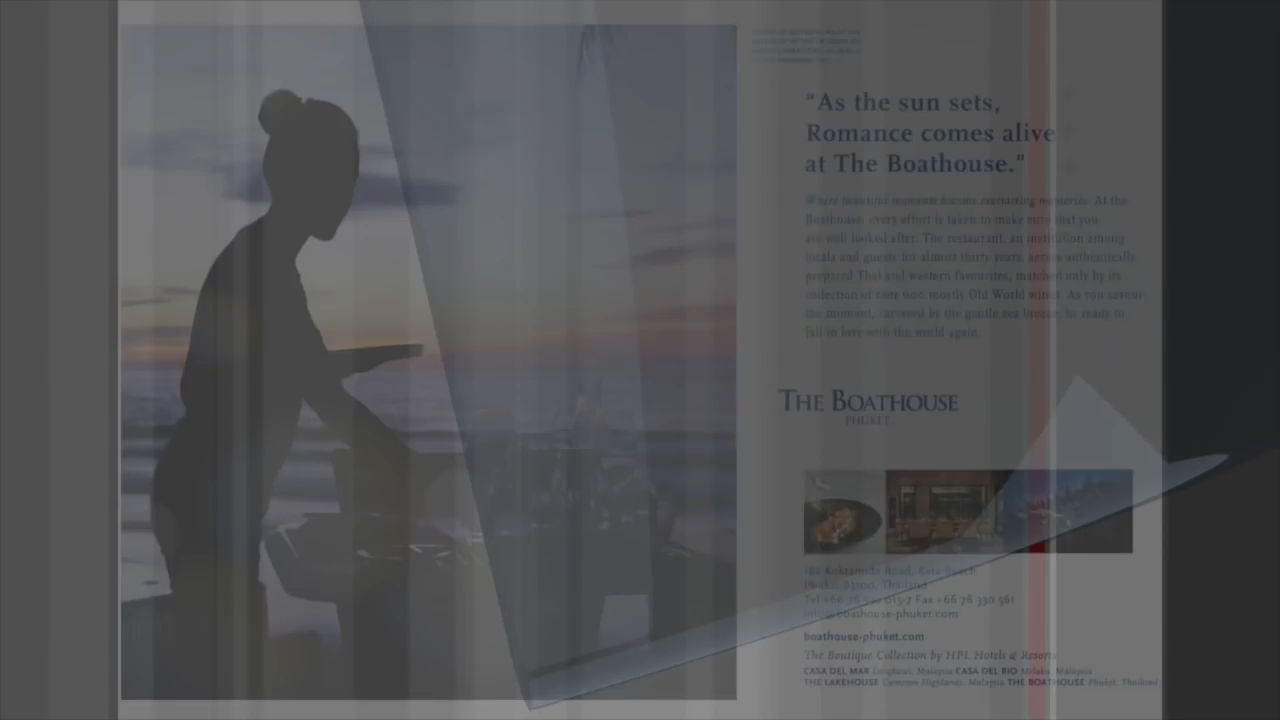 “As the sun sets,
Romance comes alive
at The Boathouse.”
Where beautiful moments become everlasting memories. At the
Boathouse, every effort is taken to make sure that you
are well looked after. The restaurant, an institution among
locals and guests for almost thirty years, serves authentically
prepared Thai and western favourites, matched only by its
collection of over 600 mostly Old World wines. As you savour
the moment, caressed by the gentle sea breeze, be ready to
fall in love with the world again.
THE BOATHOUSE
PHUKET
182 Koktanode Road, Kata Beach
Phuket 83100, Thailand
Tel +66 76 330 015-7 Fax +66 76 330 561
info@boathouse-phuket.com
boathouse-phuket.com
The Boutique Collection by HPL Hotels & Resorts
CASA DEL MAR Langkawi, Malaysia CASA DEL RIO Melaka, Malaysia
THE LAKEHOUSE Cameron Highlands, Malaysia THE BOATHOUSE Phuket, Thailand